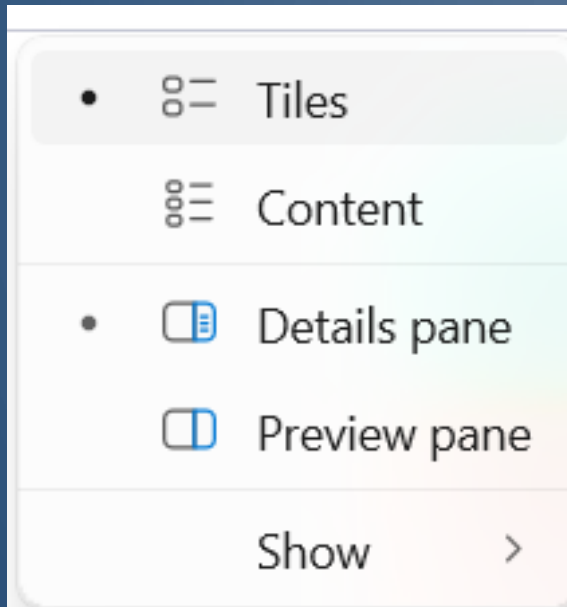 Tiles
Content
Details pane
Preview pane
Show